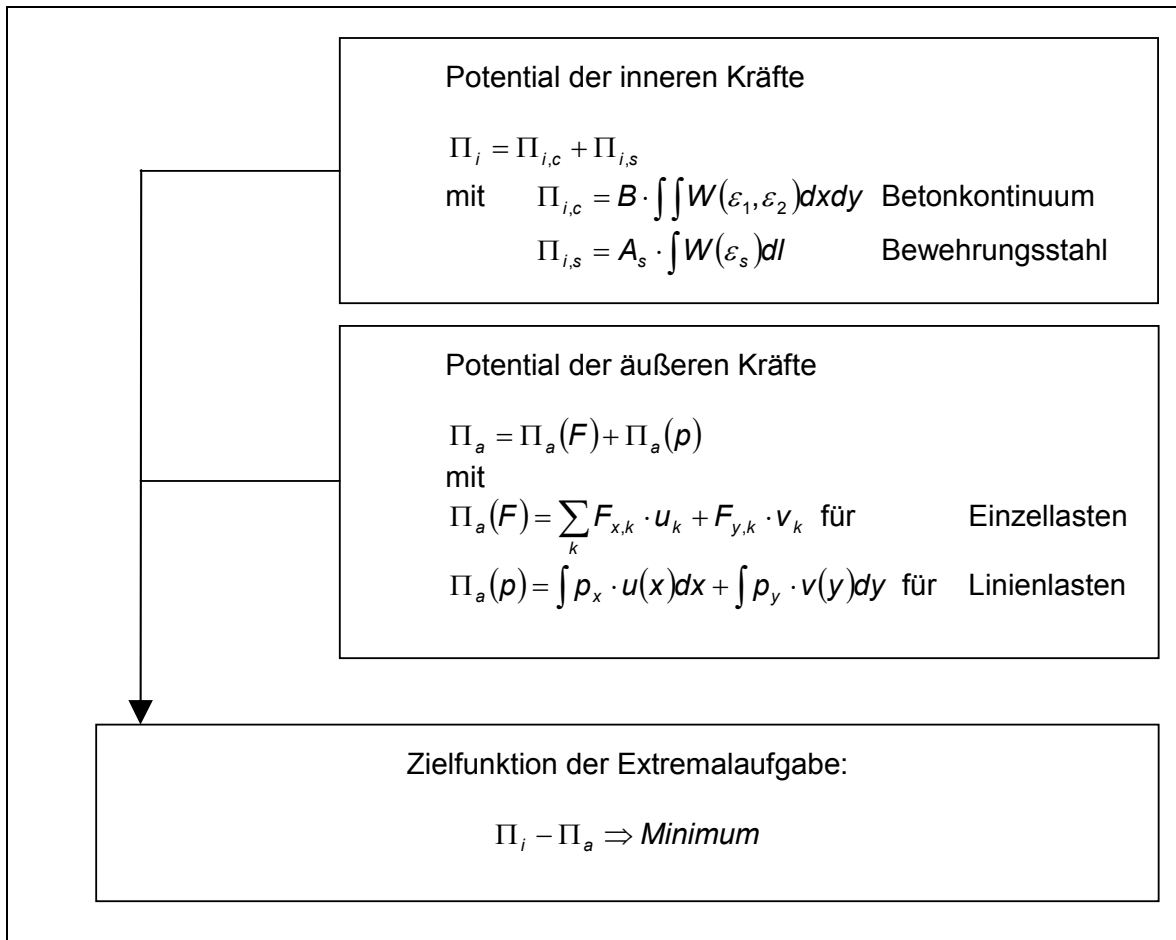 Potential der inneren Kräfte
Π_i = Π_{i,c} + Π_{i,s}
mit Π_{i,c} = B · ∫∫ W(ε_1, ε_2)dxdy Betonkontinuum
Π_{i,s} = A_s · ∫ W(ε_s)dl Bewehrungsstahl
Potential der äußeren Kräfte
Π_a = Π_a(F) + Π_a(p)
mit
Π_a(F) = ∑_k F_{x,k} · u_k + F_{y,k} · v_k für Einzellasten
Π_a(p) = ∫ p_x · u(x)dx + ∫ p_y · v(y)dy für Linienlasten
Zielfunktion der Extremalaufgabe:
Π_i − Π_a ⇒ Minimum